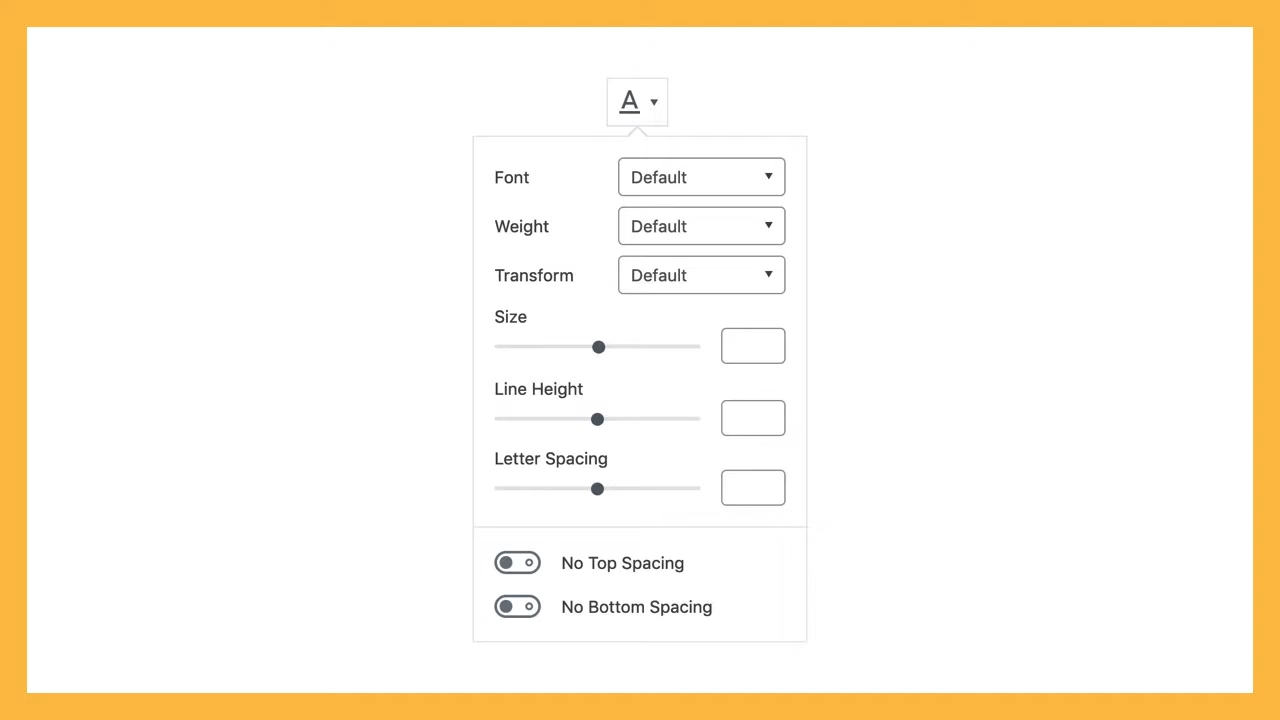 A
Font Default
Weight Default
Transform Default
Size
Line Height
Letter Spacing
No Top Spacing
No Bottom Spacing